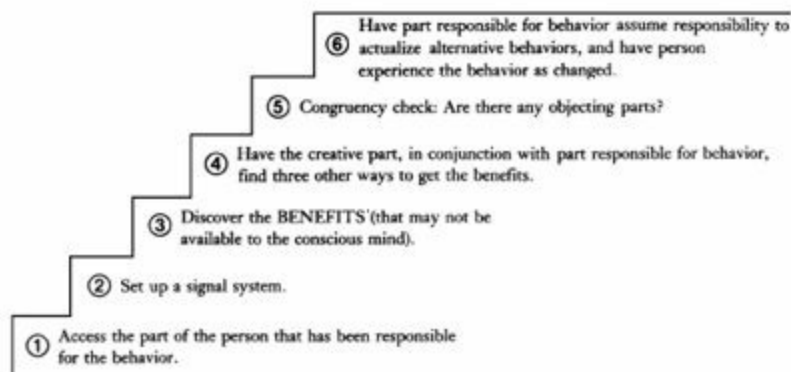 ⑥ Have part responsible for behavior assume responsibility to
actualize alternative behaviors, and have person
experience the behavior as changed.
⑤ Congruency check: Are there any objecting parts?
④ Have the creative part, in conjunction with part responsible for behavior,
find three other ways to get the benefits.
③ Discover the BENEFITS (that may not be
available to the conscious mind).
② Set up a signal system.
① Access the part of the person that has been responsible
for the behavior.